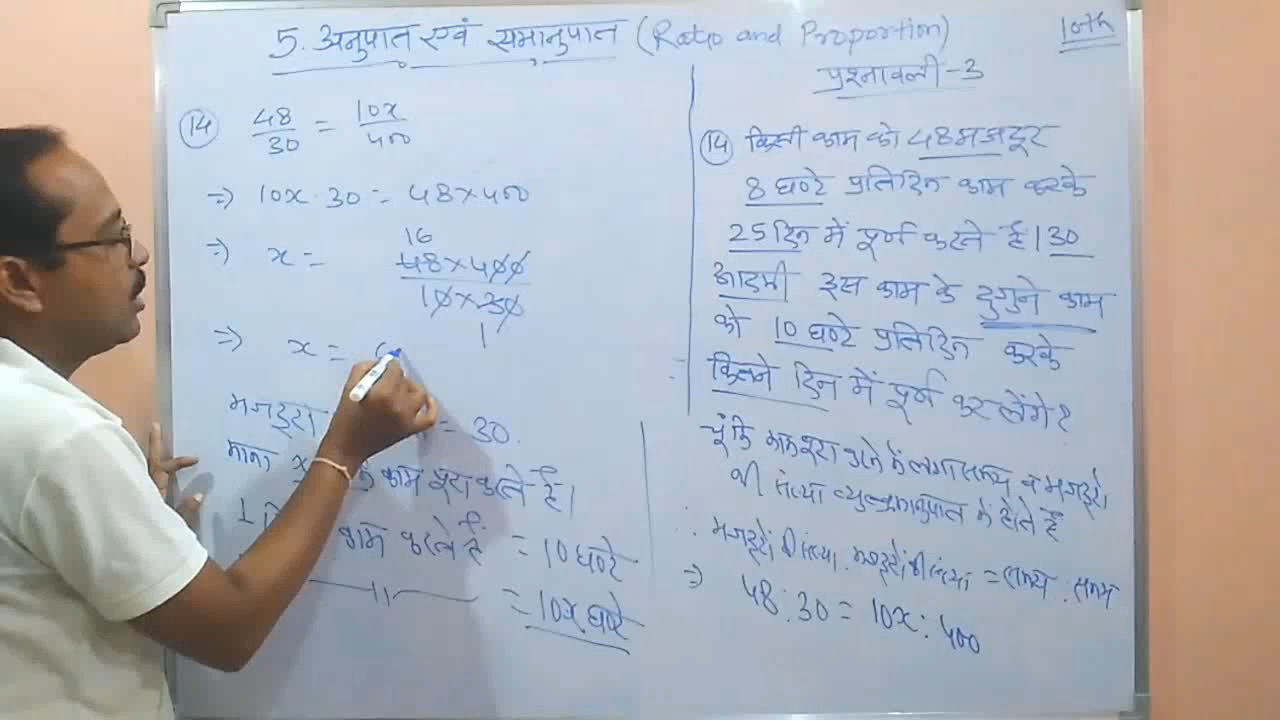 5. अनुपात एवं समानुपात (Ratio and Proportion)
10th
प्रश्नावली-3
(14) 48/30 = 10x/400
⇒ 10x·30 = 48×400
16
⇒ x = 48×400
10×30
1
⇒ x =
मजदूरों = 30.
माना x काम पूरा करते हैं।
1 काम करते हैं = 10 घण्टे
〃 = 10x घण्टे
(14) किसी काम को 48 मजदूर
8 घण्टे प्रतिदिन काम करके
25 दिन में पूर्ण करते हैं। 30
आदमी इस काम के दुगुने काम
को 10 घण्टे प्रतिदिन करके
कितने दिन में पूर्ण कर लेंगे?
चूंकि काम पूरा करने में लगा समय व मजदूरों
की संख्या व्युत्क्रमानुपात में होते हैं
∴ मजदूरों की संख्या : मजदूरों की संख्या = समय : समय
⇒ 48:30 = 10x:400